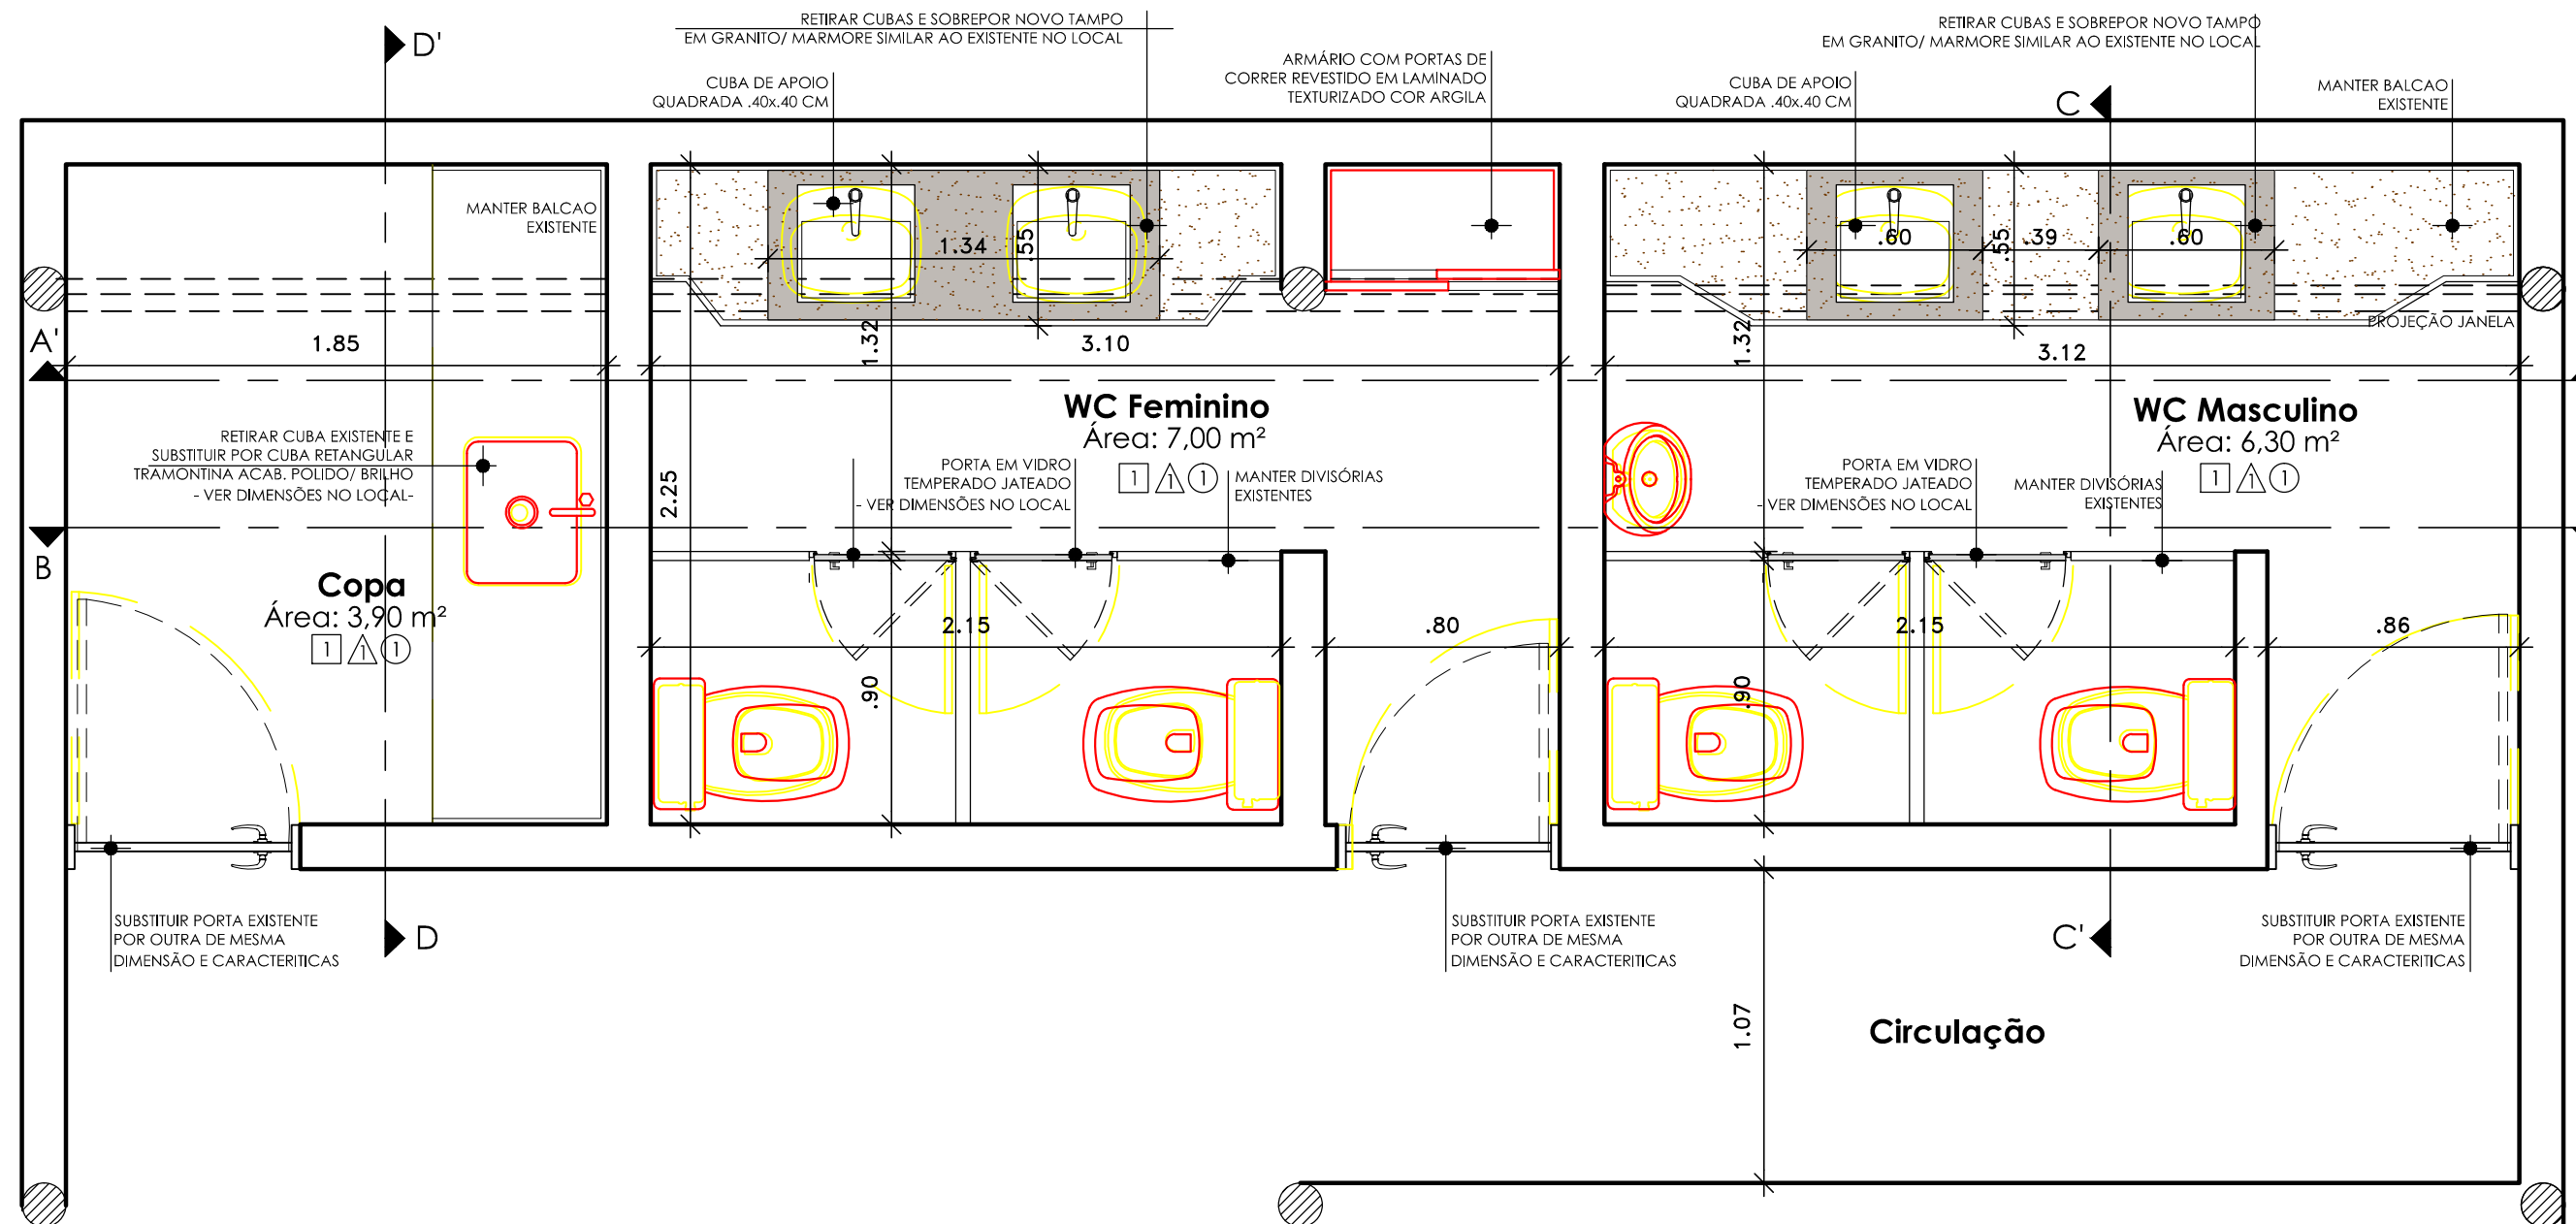 RETIRAR CUBAS E SOBREPOR NOVO TAMPO
EM GRANITO/ MARMORE SIMILAR AO EXISTENTE NO LOCAL
RETIRAR CUBAS E SOBREPOR NOVO TAMPO
EM GRANITO/ MARMORE SIMILAR AO EXISTENTE NO LOCAL
D'
CUBA DE APOIO
QUADRADA .40x.40 CM
ARMÁRIO COM PORTAS DE
CORRER REVESTIDO EM LAMINADO
TEXTURIZADO COR ARGILA
CUBA DE APOIO
QUADRADA .40x.40 CM
C
MANTER BALCAO
EXISTENTE
MANTER BALCAO
EXISTENTE
1.34
.55
.60
.55
.39
.60
PROJEÇÃO JANELA
A'
1.85
1.32
3.10
1.32
3.12
WC Feminino
Área: 7,00 m²
1 1 1
WC Masculino
Área: 6,30 m²
1 1 1
RETIRAR CUBA EXISTENTE E
SUBSTITUIR POR CUBA RETANGULAR
TRAMONTINA ACAB. POLIDO/ BRILHO
- VER DIMENSÕES NO LOCAL-
2.25
PORTA EM VIDRO
TEMPERADO JATEADO
- VER DIMENSÕES NO LOCAL
MANTER DIVISÓRIAS
EXISTENTES
PORTA EM VIDRO
TEMPERADO JATEADO
- VER DIMENSÕES NO LOCAL
MANTER DIVISÓRIAS
EXISTENTES
B
Copa
Área: 3,90 m²
1 1 1
2.15
.80
2.15
.86
.90
.90
SUBSTITUIR PORTA EXISTENTE
POR OUTRA DE MESMA
DIMENSÃO E CARACTERITICAS
D
SUBSTITUIR PORTA EXISTENTE
POR OUTRA DE MESMA
DIMENSÃO E CARACTERITICAS
C'
SUBSTITUIR PORTA EXISTENTE
POR OUTRA DE MESMA
DIMENSÃO E CARACTERITICAS
1.07
Circulação